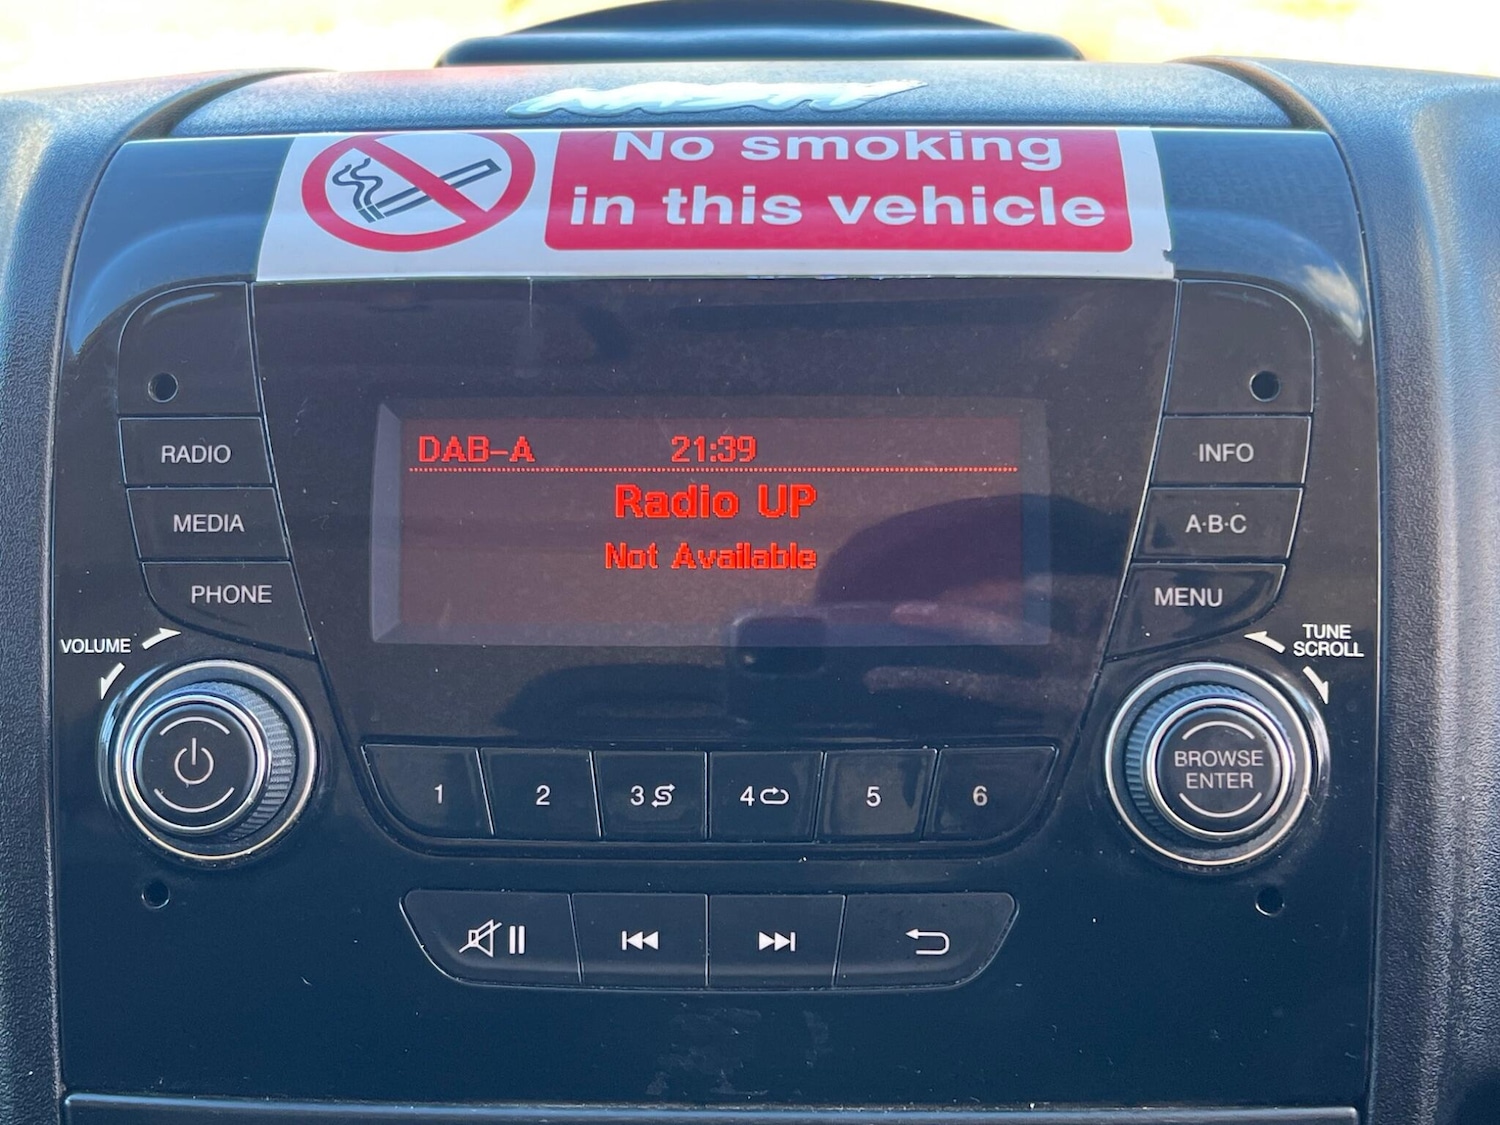 No smoking
in this vehicle
DAB-A 21:39
Radio UP
Not Available
RADIO
MEDIA
PHONE
VOLUME
INFO
A·B·C
MENU
TUNE
SCROLL
BROWSE
ENTER
1 2 3 4 5 6